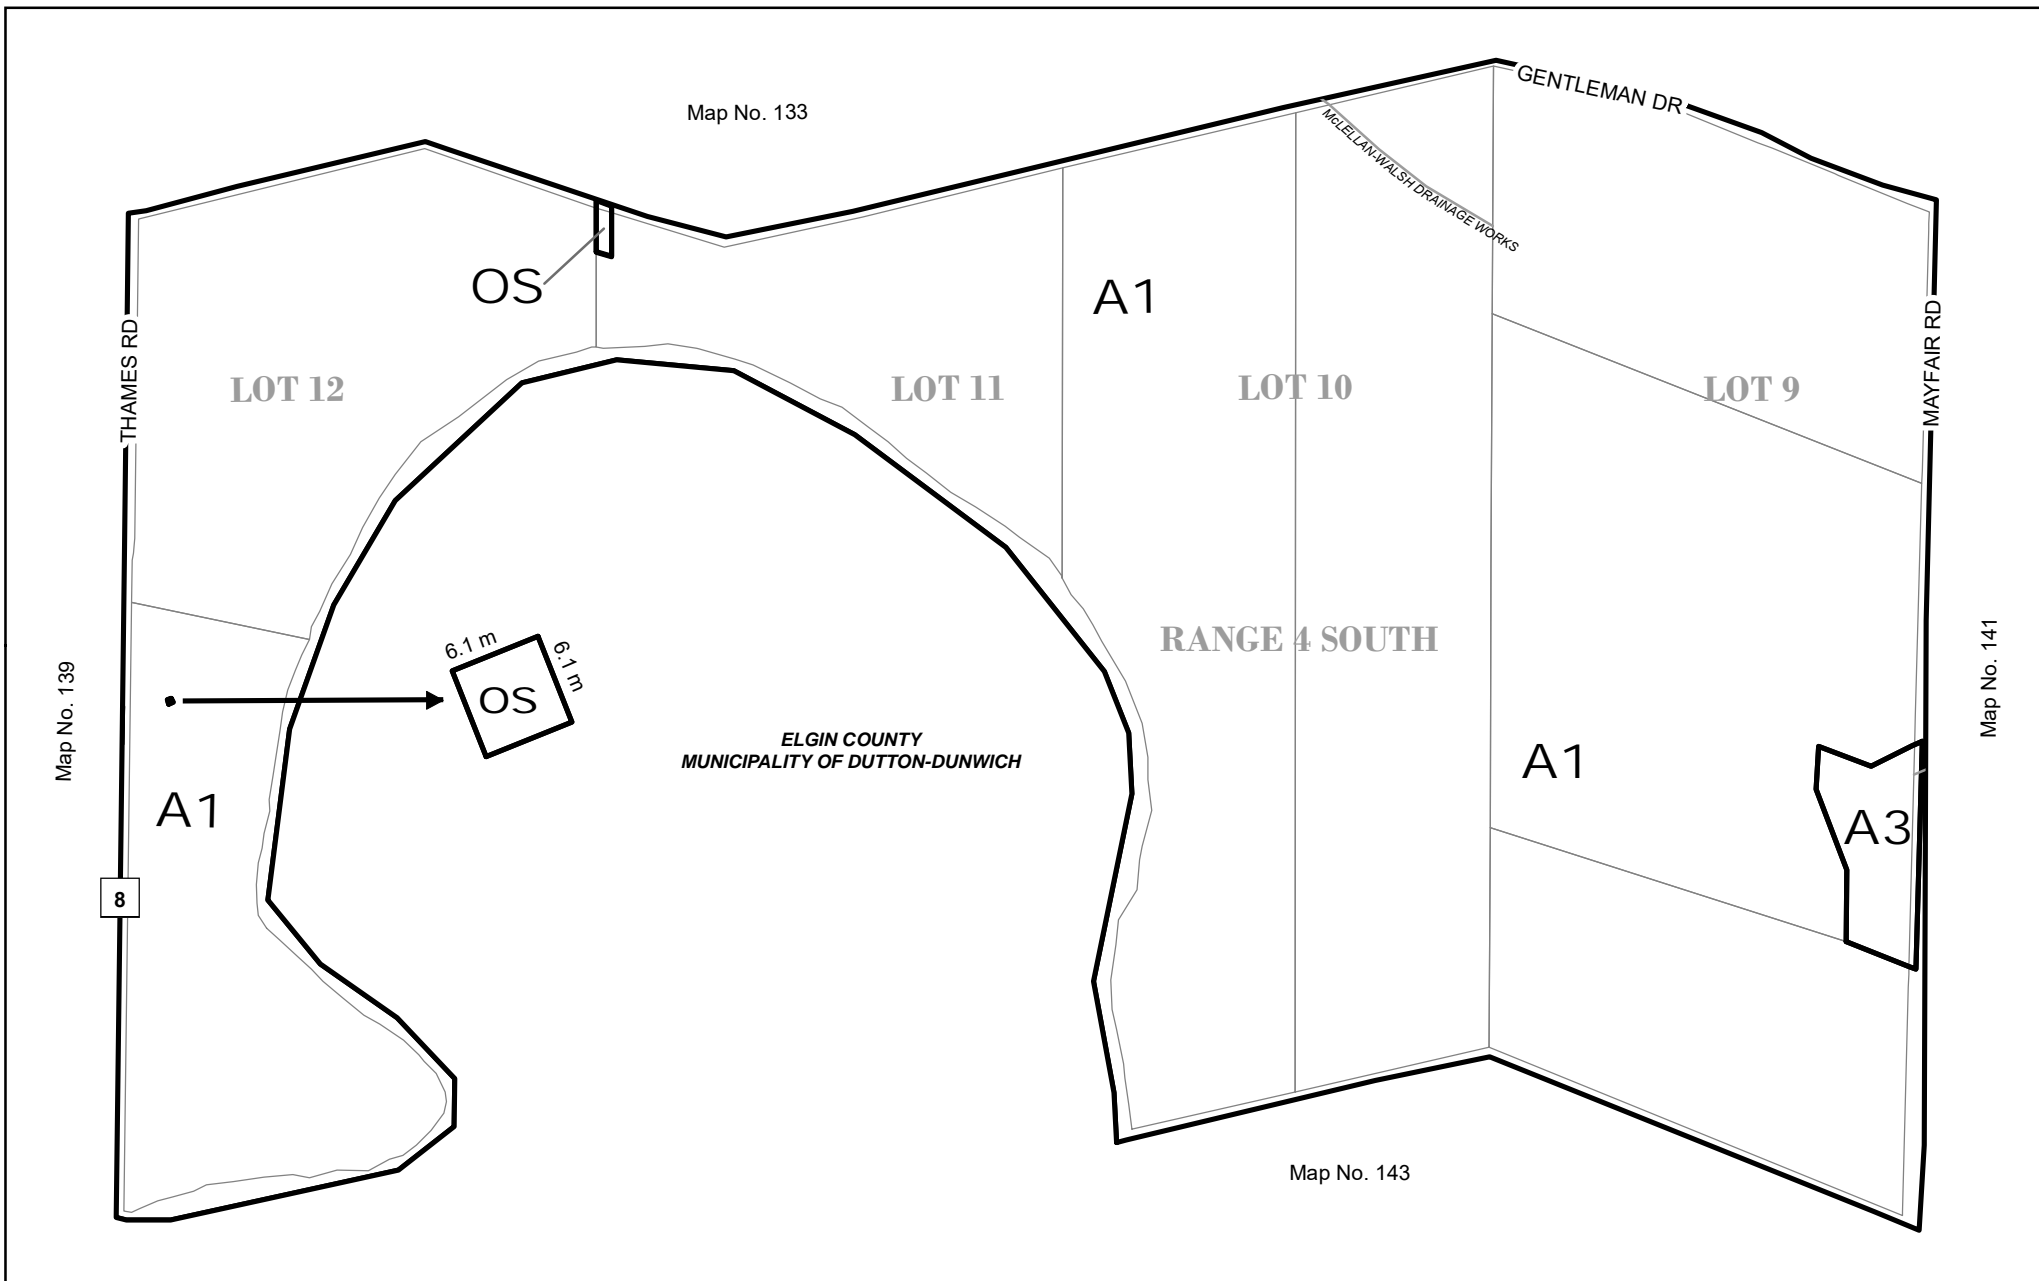 Map No. 133
GENTLEMAN DR
McLELLAN-WALSH DRAINAGE WORKS
OS
A1
THAMES RD
MAYFAIR RD
LOT 12
LOT 11
LOT 10
LOT 9
6.1 m
6.1 m
RANGE 4 SOUTH
Map No. 139
Map No. 141
OS
ELGIN COUNTY
MUNICIPALITY OF DUTTON-DUNWICH
A1
A1
A3
8
Map No. 143